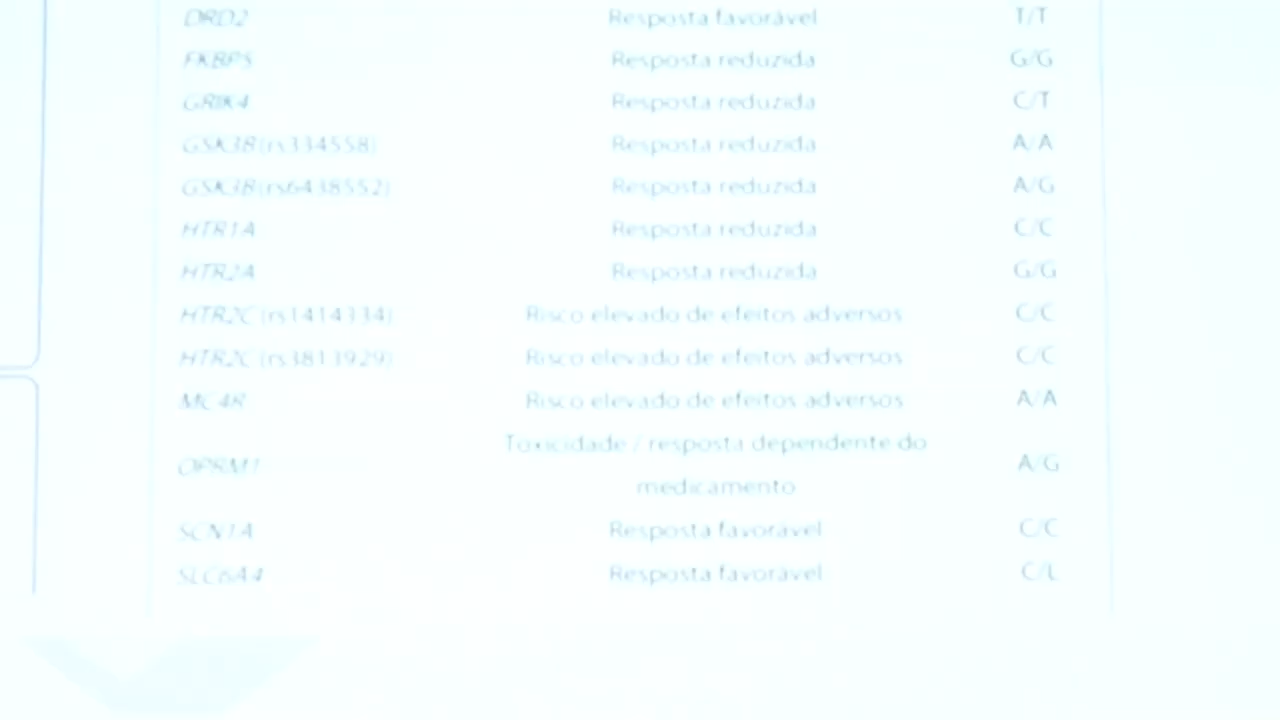 DRD2 Resposta favorável T/T
FKBP5 Resposta reduzida G/G
GRIK4 Resposta reduzida C/T
GSK3B (rs334558) Resposta reduzida A/A
GSK3B (rs6438552) Resposta reduzida A/G
HTR1A Resposta reduzida C/C
HTR2A Resposta reduzida G/G
HTR2C (rs1414334) Risco elevado de efeitos adversos C/C
HTR2C (rs3813929) Risco elevado de efeitos adversos C/C
MC4R Risco elevado de efeitos adversos A/A
Toxicidade / resposta dependente do
OPRM1 A/G
medicamento
SCN1A Resposta favorável C/C
SLC6A4 Resposta favorável C/L